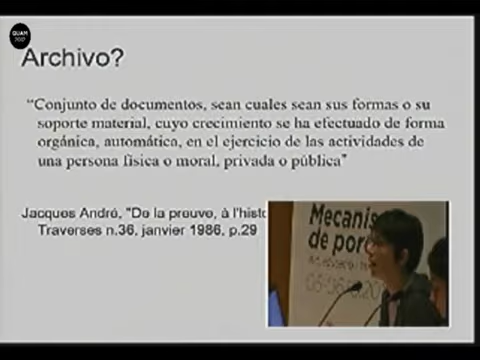 QUAM
2007
Archivo?
“Conjunto de documentos, sean cuales sean sus formas o su
soporte material, cuyo crecimiento se ha efectuado de forma
orgánica, automática, en el ejercicio de las actividades de
una persona física o moral, privada o pública”
Jacques André, "De la preuve, à l'histo
Traverses n.36, janvier 1986, p.29
Mecanis
de por